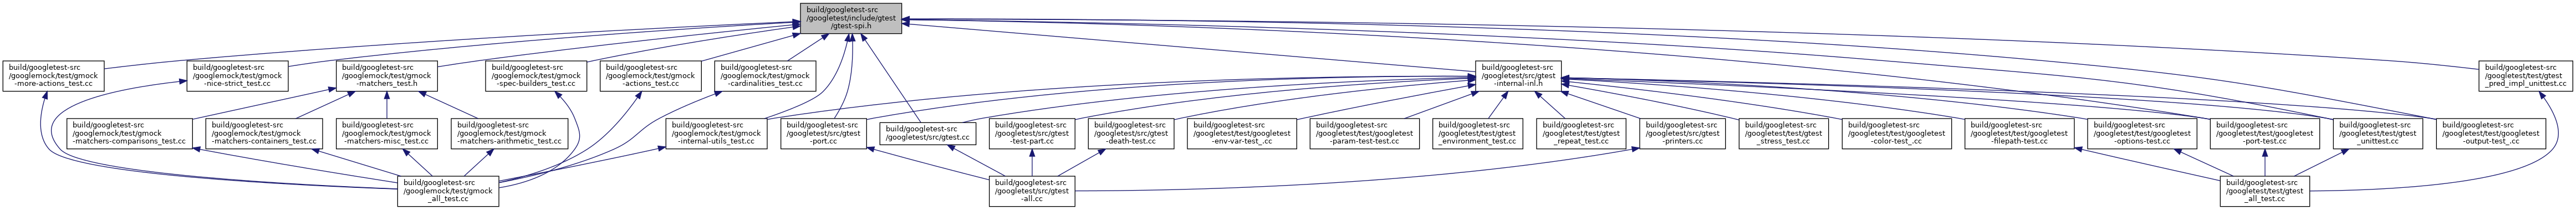 build/googletest-src
/googletest/include/gtest
/gtest-spi.h
build/googletest-src
/googlemock/test/gmock
-more-actions_test.cc
build/googletest-src
/googlemock/test/gmock
-nice-strict_test.cc
build/googletest-src
/googlemock/test/gmock
-matchers_test.h
build/googletest-src
/googlemock/test/gmock
-spec-builders_test.cc
build/googletest-src
/googlemock/test/gmock
-actions_test.cc
build/googletest-src
/googlemock/test/gmock
-cardinalities_test.cc
build/googletest-src
/googletest/src/gtest
-internal-inl.h
build/googletest-src
/googletest/test/gtest
_pred_impl_unittest.cc
build/googletest-src
/googlemock/test/gmock
-matchers-comparisons_test.cc
build/googletest-src
/googlemock/test/gmock
-matchers-containers_test.cc
build/googletest-src
/googlemock/test/gmock
-matchers-misc_test.cc
build/googletest-src
/googlemock/test/gmock
-matchers-arithmetic_test.cc
build/googletest-src
/googlemock/test/gmock
-internal-utils_test.cc
build/googletest-src
/googletest/src/gtest
-port.cc
build/googletest-src
/googletest/src/gtest.cc
build/googletest-src
/googletest/src/gtest
-test-part.cc
build/googletest-src
/googletest/src/gtest
-death-test.cc
build/googletest-src
/googletest/test/googletest
-env-var-test_.cc
build/googletest-src
/googletest/test/googletest
-param-test-test.cc
build/googletest-src
/googletest/test/gtest
_environment_test.cc
build/googletest-src
/googletest/test/gtest
_repeat_test.cc
build/googletest-src
/googletest/src/gtest
-printers.cc
build/googletest-src
/googletest/test/gtest
_stress_test.cc
build/googletest-src
/googletest/test/googletest
-color-test_.cc
build/googletest-src
/googletest/test/googletest
-filepath-test.cc
build/googletest-src
/googletest/test/googletest
-options-test.cc
build/googletest-src
/googletest/test/googletest
-port-test.cc
build/googletest-src
/googletest/test/gtest
_unittest.cc
build/googletest-src
/googletest/test/googletest
-output-test_.cc
build/googletest-src
/googlemock/test/gmock
_all_test.cc
build/googletest-src
/googletest/src/gtest
-all.cc
build/googletest-src
/googletest/test/gtest
_all_test.cc